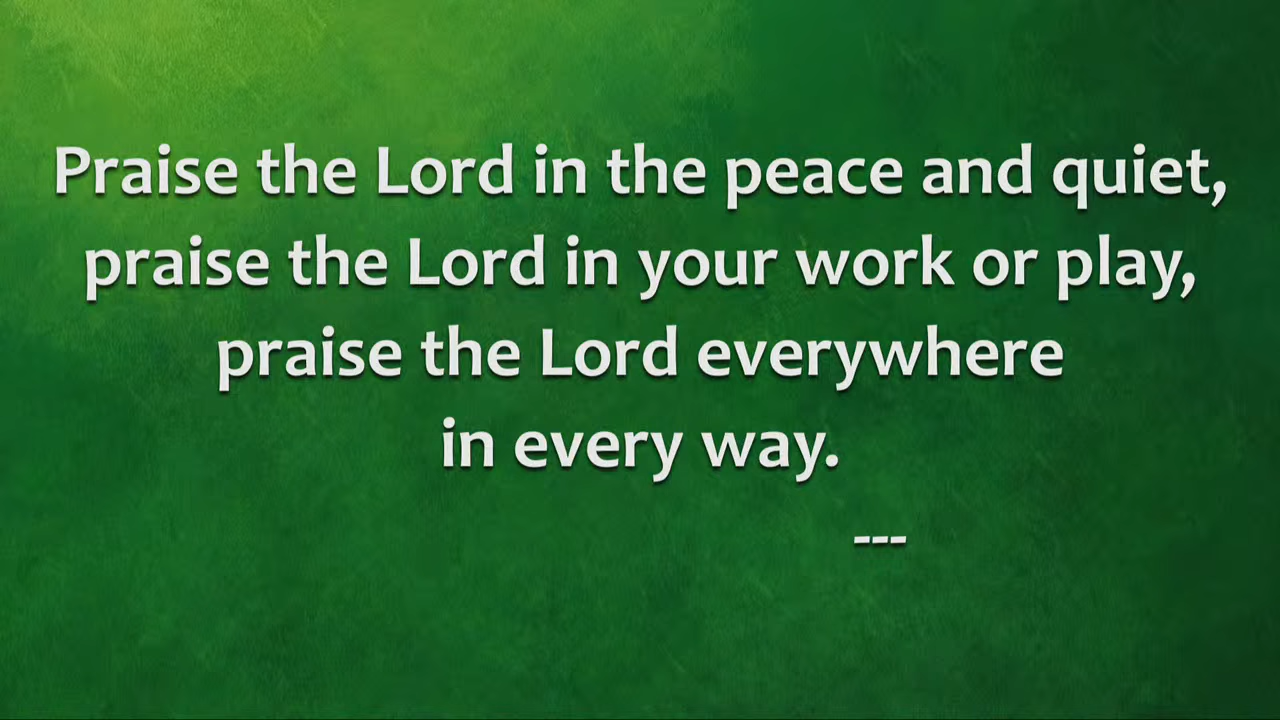 Praise the Lord in the peace and quiet,
praise the Lord in your work or play,
praise the Lord everywhere
in every way.
---